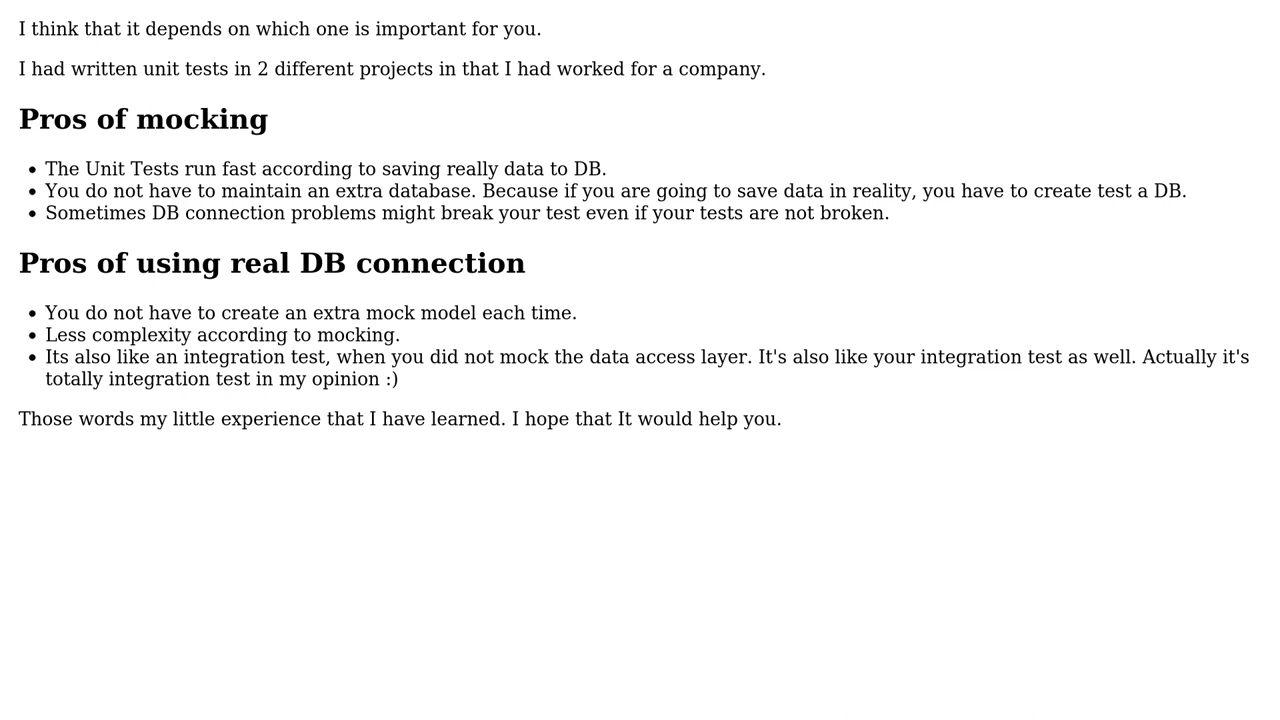 I think that it depends on which one is important for you.
I had written unit tests in 2 different projects in that I had worked for a company.
Pros of mocking
• The Unit Tests run fast according to saving really data to DB.
• You do not have to maintain an extra database. Because if you are going to save data in reality, you have to create test a DB.
• Sometimes DB connection problems might break your test even if your tests are not broken.
Pros of using real DB connection
• You do not have to create an extra mock model each time.
• Less complexity according to mocking.
• Its also like an integration test, when you did not mock the data access layer. It's also like your integration test as well. Actually it's
totally integration test in my opinion :)
Those words my little experience that I have learned. I hope that It would help you.